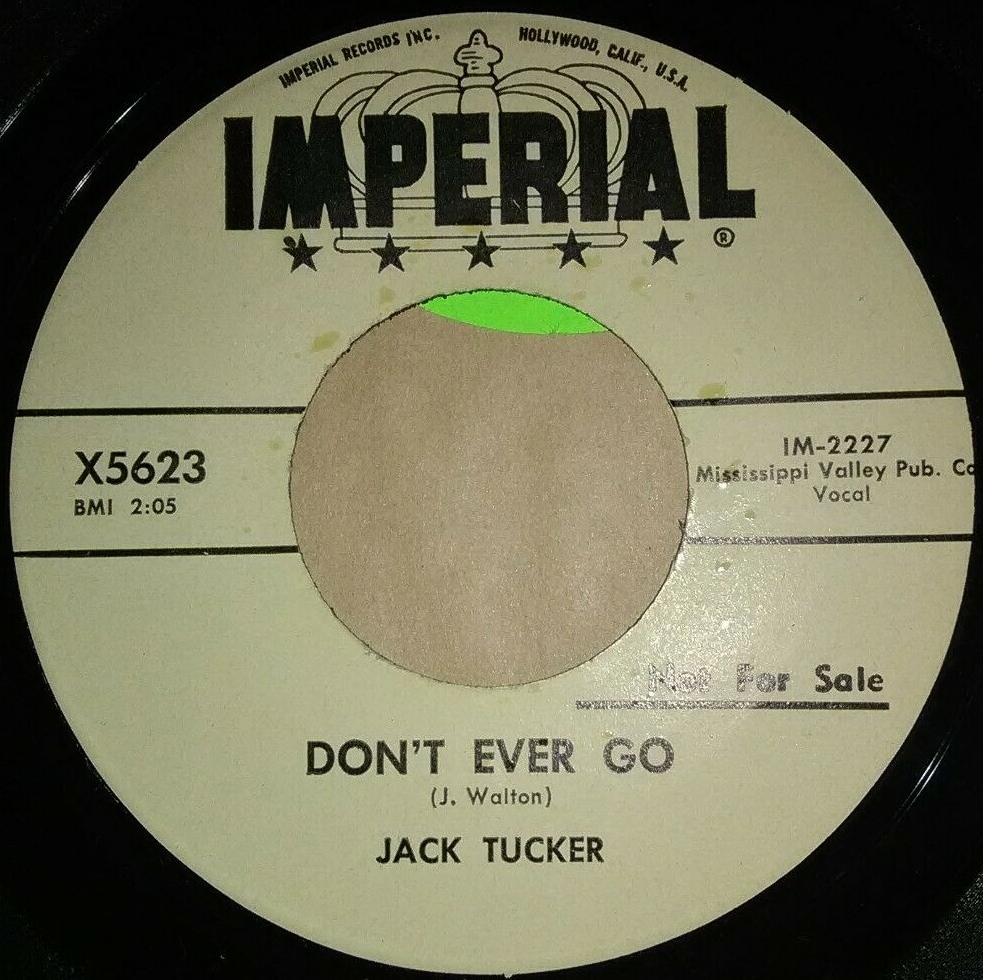 IMPERIAL RECORDS INC. HOLLYWOOD, CALIF., U.S.A.
IMPERIAL
®
X5623
BMI 2:05
IM-2227
Mississippi Valley Pub. Co
Vocal
Not For Sale
DON'T EVER GO
(J. Walton)
JACK TUCKER